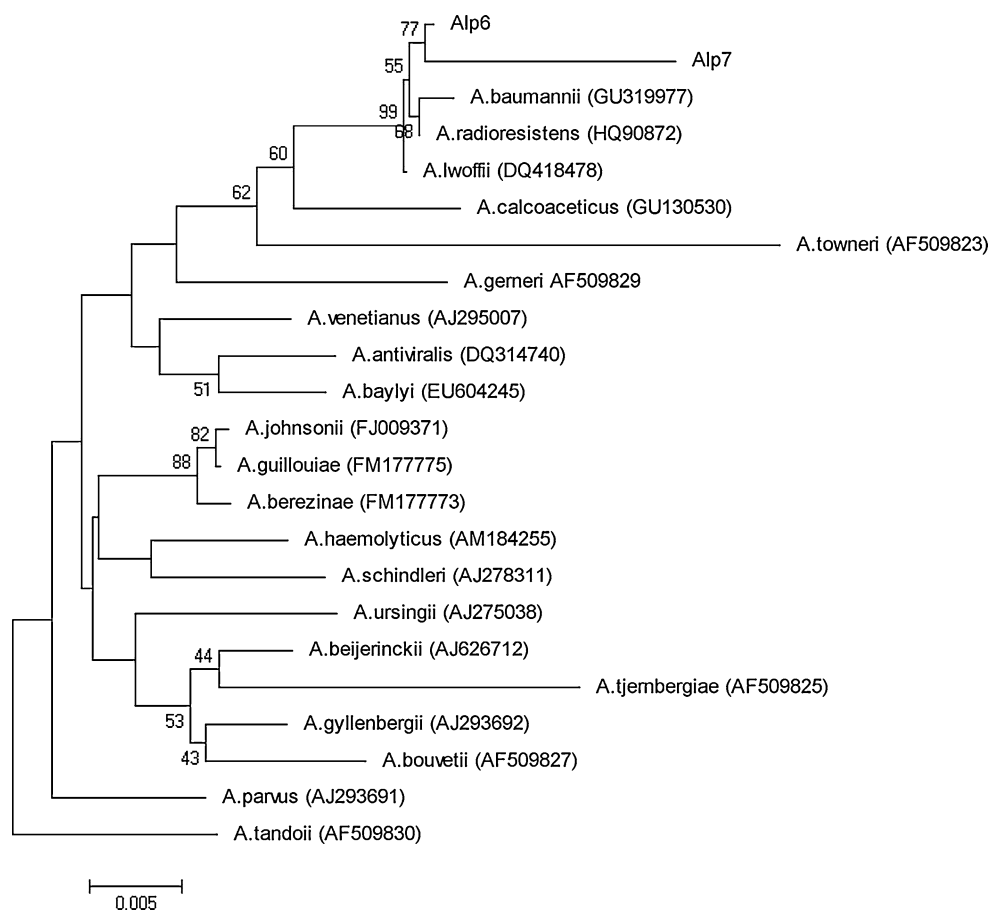 77
Alp6
55
Alp7
A.baumannii (GU319977)
99
68
A.radioresistens (HQ90872)
60
A.lwoffii (DQ418478)
62
A.calcoaceticus (GU130530)
A.towneri (AF509823)
A.gerneri AF509829
A.venetianus (AJ295007)
A.antiviralis (DQ314740)
51
A.baylyi (EU604245)
82
A.johnsonii (FJ009371)
88
A.guillouiae (FM177775)
A.berezinae (FM177773)
A.haemolyticus (AM184255)
A.schindleri (AJ278311)
A.ursingii (AJ275038)
44
A.beijerinckii (AJ626712)
A.tjernbergiae (AF509825)
53
A.gyllenbergii (AJ293692)
43
A.bouvetii (AF509827)
A.parvus (AJ293691)
A.tandoii (AF509830)
0.005